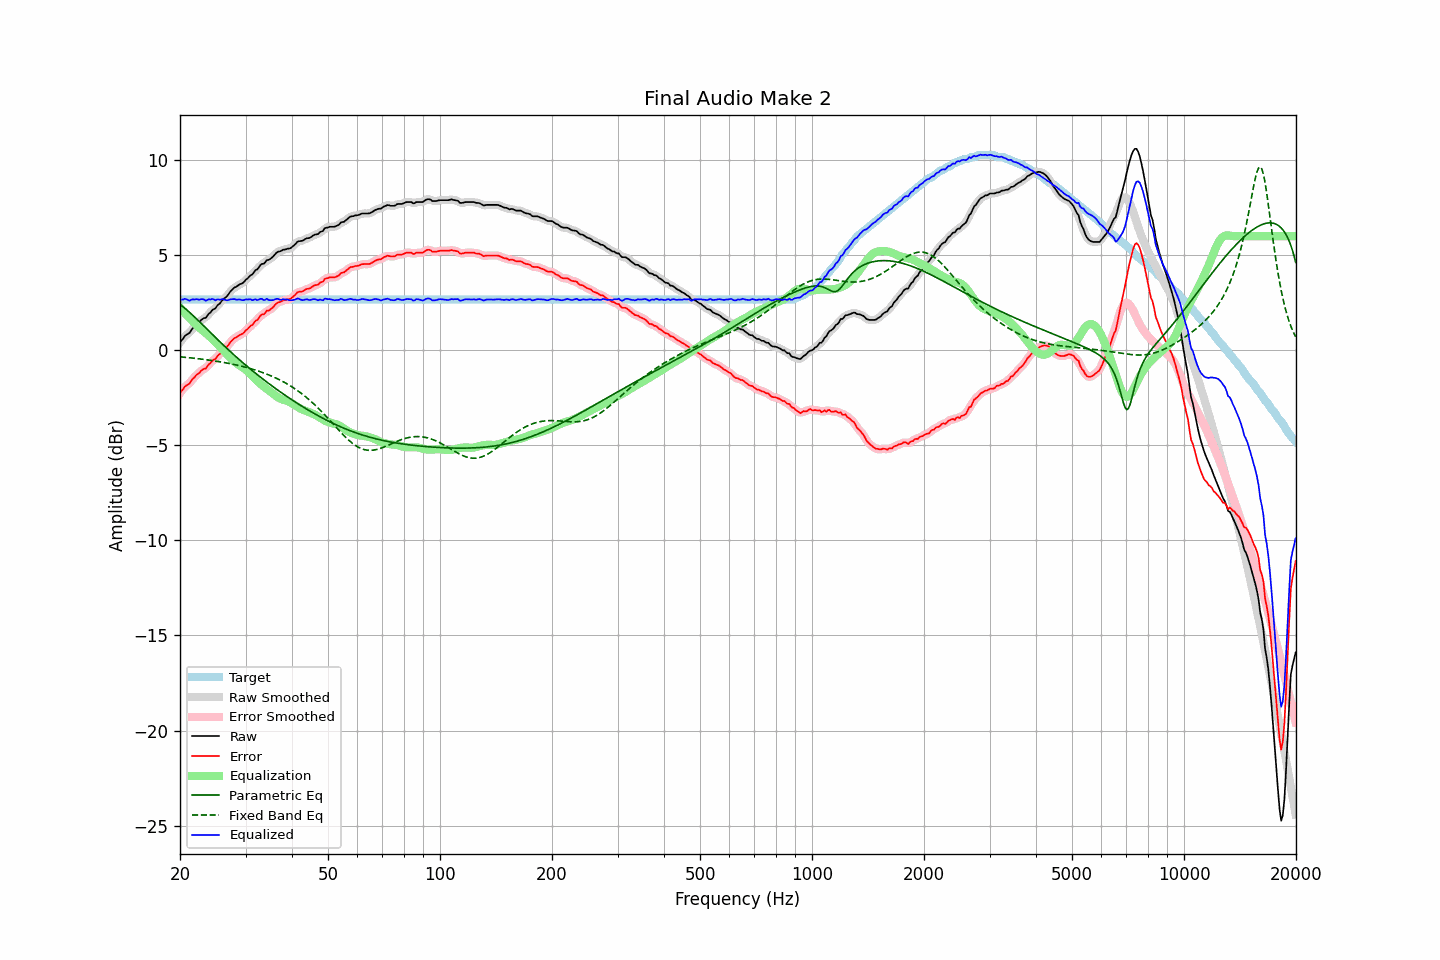 Final Audio Make 2
Amplitude (dBr)
10
5
0
−5
−10
−15
−20
−25
Target
Raw Smoothed
Error Smoothed
Raw
Error
Equalization
Parametric Eq
Fixed Band Eq
Equalized
20 50 100 200 500 1000 2000 5000 10000 20000
Frequency (Hz)